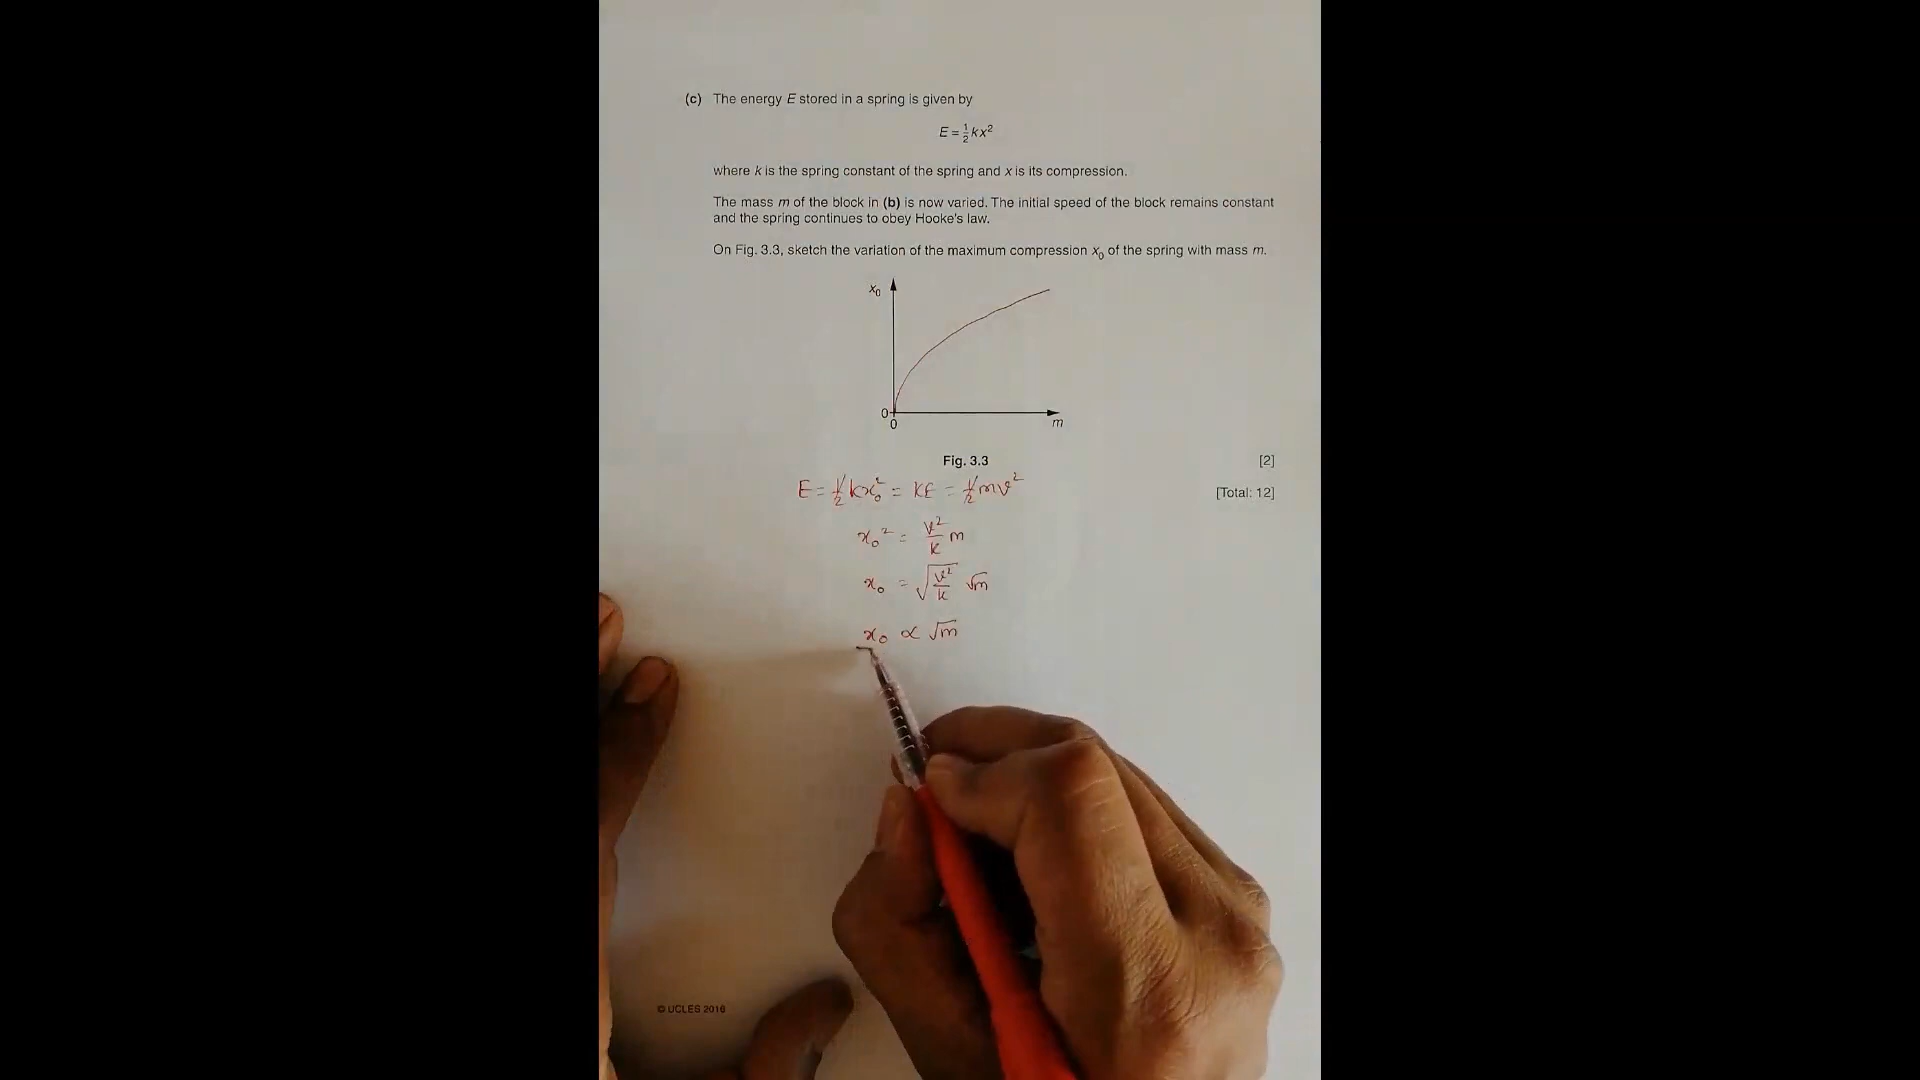 (c) The energy E stored in a spring is given by
E = ½kx²
where k is the spring constant of the spring and x is its compression.
The mass m of the block in (b) is now varied. The initial speed of the block remains constant
and the spring continues to obey Hooke's law.
On Fig. 3.3, sketch the variation of the maximum compression x₀ of the spring with mass m.
x₀
0
0
m
Fig. 3.3 [2]
E = ½kx₀² = KE = ½mv²
[Total: 12]
x₀² = v²/k m
x₀ = √(v²/k) √m
x₀ ∝ √m
© UCLES 2016